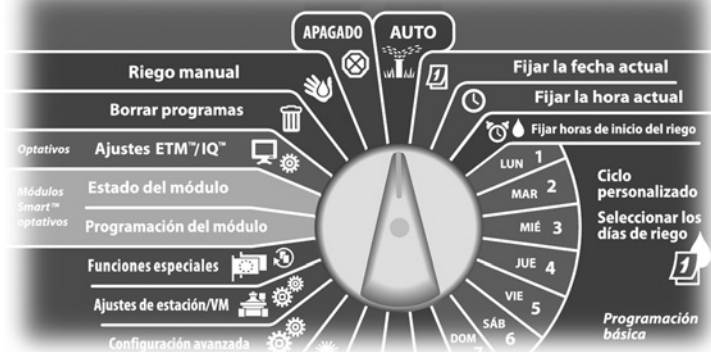 APAGADO
AUTO
Riego manual
Borrar programas
Optativos
Ajustes ETM™/IQ™
Módulos
Smart™
optativos
Estado del módulo
Programación del módulo
Funciones especiales
Ajustes de estación/VM
Configuración avanzada
Fijar la fecha actual
Fijar la hora actual
Fijar horas de inicio del riego
LUN 1
MAR 2
MIÉ 3
JUE 4
VIE 5
SÁB 6
DOM 7
Ciclo
personalizado
Seleccionar los
días de riego
1
Programación
básica